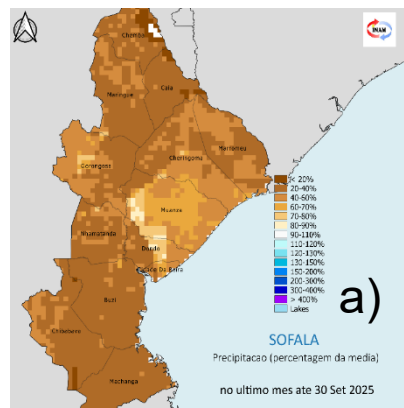 INAM
Chemba
Caia
Maringue
Marromeu
Cheringoma
Gorongosa
Muanza
Nhamatanda
Dondo
Cidade Da Beira
Buzi
Chibabava
Machanga
< 20%
20-40%
40-60%
60-70%
70-80%
80-90%
90-110%
110-120%
120-130%
130-150%
150-200%
200-300%
300-400%
> 400%
Lakes
a)
SOFALA
Precipitacao (percentagem da media)
no ultimo mes ate 30 Set 2025